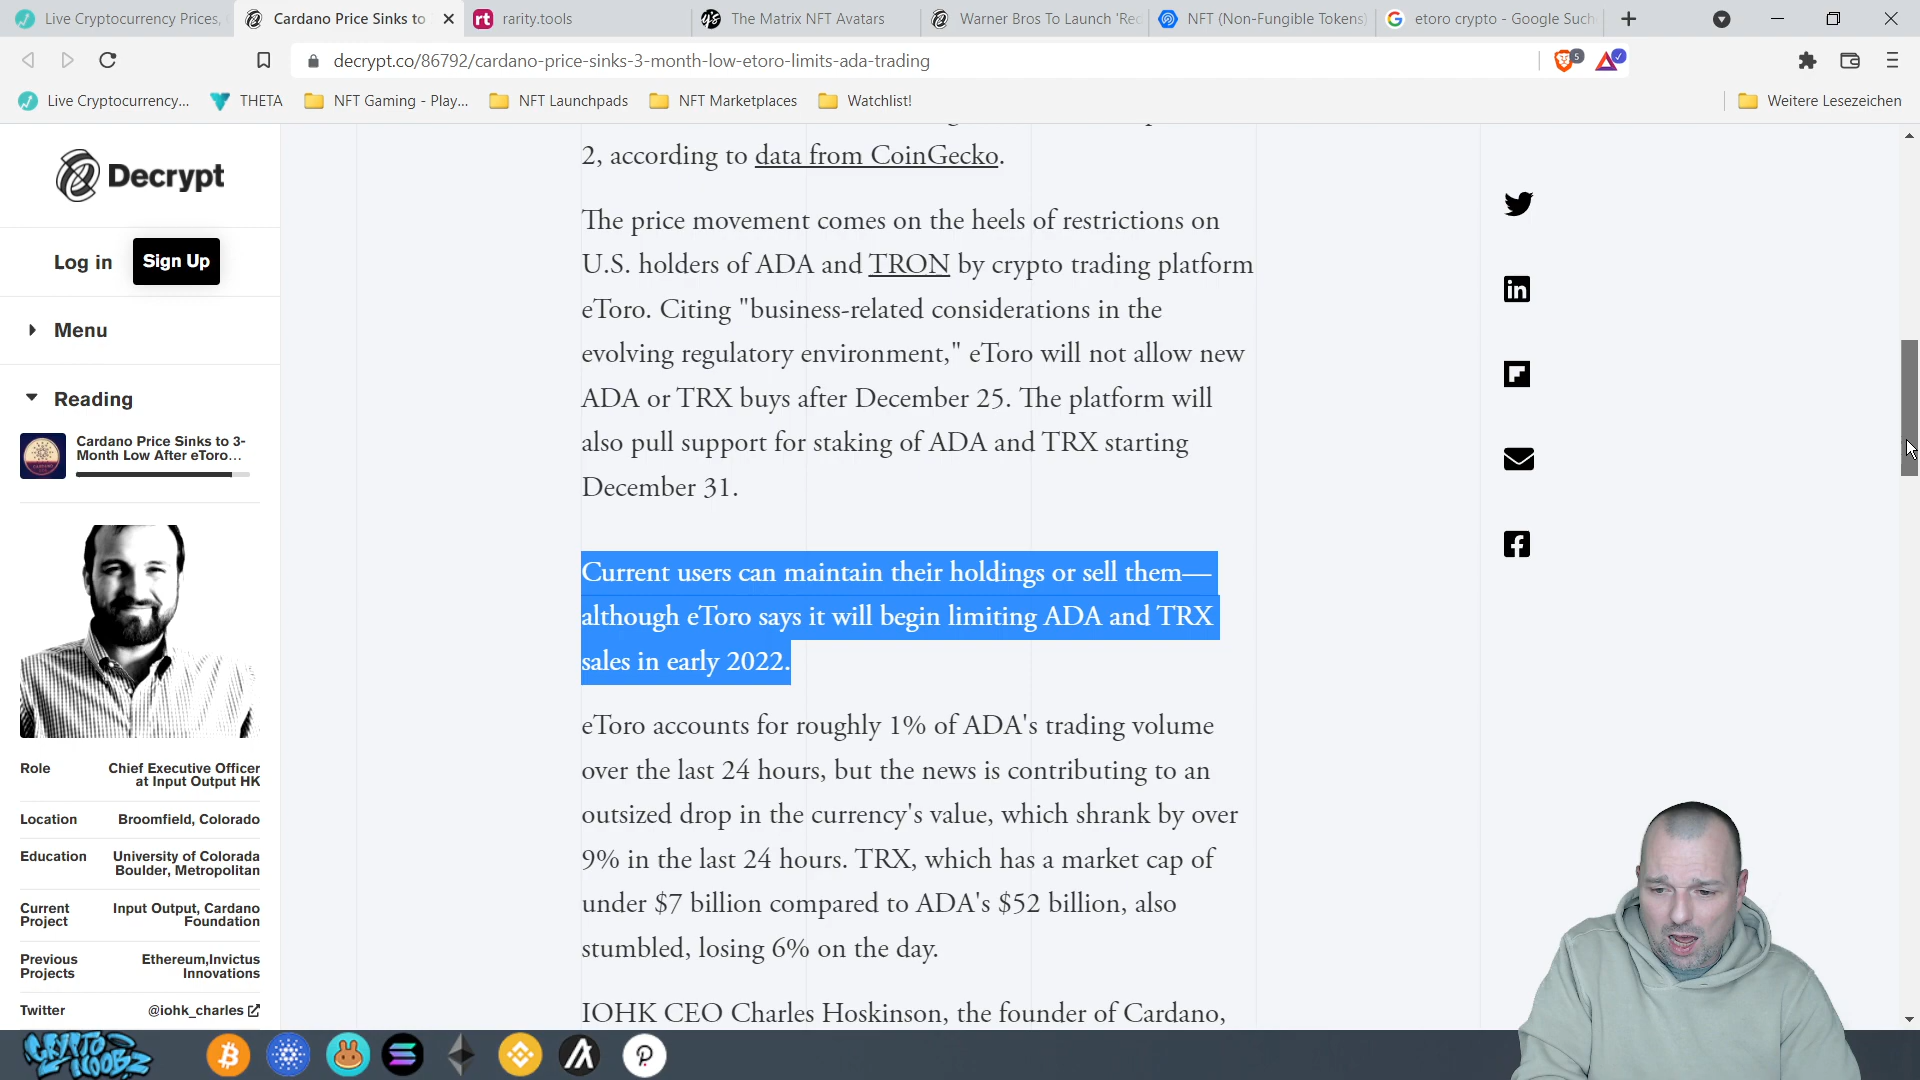 Live Cryptocurrency Prices,
Cardano Price Sinks to
rt
rarity.tools
The Matrix NFT Avatars
Warner Bros To Launch 'Red
NFT (Non-Fungible Tokens)
etoro crypto - Google Such
decrypt.co/86792/cardano-price-sinks-3-month-low-etoro-limits-ada-trading
5
Live Cryptocurrency...
THETA
NFT Gaming - Play...
NFT Launchpads
NFT Marketplaces
Watchlist!
Weitere Lesezeichen
Decrypt
Log in
Sign Up
Menu
Reading
Cardano Price Sinks to 3-
Month Low After eToro...
Role
Chief Executive Officer
at Input Output HK
Location
Broomfield, Colorado
Education
University of Colorada
Boulder, Metropolitan
Current
Project
Input Output, Cardano
Foundation
Previous
Projects
Ethereum,Invictus
Innovations
Twitter
@iohk_charles
2, according to data from CoinGecko.
The price movement comes on the heels of restrictions on
U.S. holders of ADA and TRON by crypto trading platform
eToro. Citing "business-related considerations in the
evolving regulatory environment," eToro will not allow new
ADA or TRX buys after December 25. The platform will
also pull support for staking of ADA and TRX starting
December 31.
Current users can maintain their holdings or sell them—
although eToro says it will begin limiting ADA and TRX
sales in early 2022.
eToro accounts for roughly 1% of ADA's trading volume
over the last 24 hours, but the news is contributing to an
outsized drop in the currency's value, which shrank by over
9% in the last 24 hours. TRX, which has a market cap of
under $7 billion compared to ADA's $52 billion, also
stumbled, losing 6% on the day.
IOHK CEO Charles Hoskinson, the founder of Cardano,
CRYPTO
NOOBZ